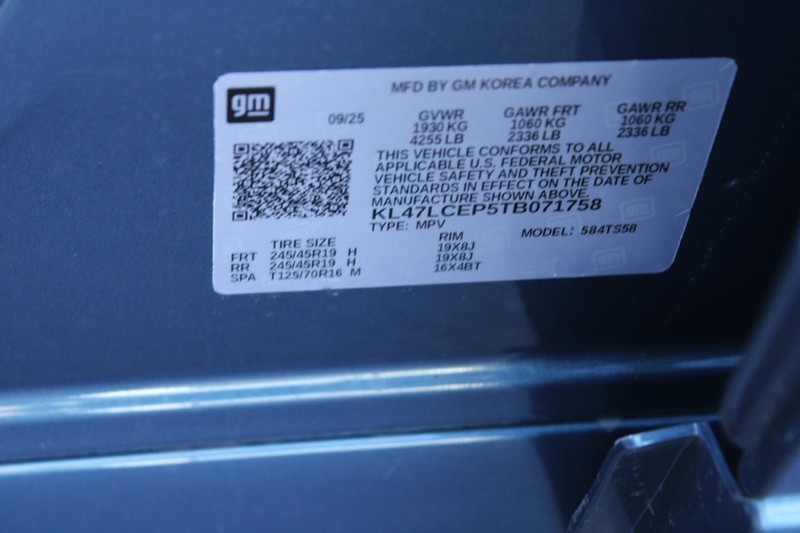 gm
MFD BY GM KOREA COMPANY
09/25
GVWR GAWR FRT GAWR RR
1930 KG 1060 KG 1060 KG
4255 LB 2336 LB 2336 LB
THIS VEHICLE CONFORMS TO ALL
APPLICABLE U.S. FEDERAL MOTOR
VEHICLE SAFETY AND THEFT PREVENTION
STANDARDS IN EFFECT ON THE DATE OF
MANUFACTURE SHOWN ABOVE.
KL47LCEP5TB071758
TYPE: MPV MODEL: 584TS58
TIRE SIZE RIM
FRT 245/45R19 H 19X8J
RR 245/45R19 H 19X8J
SPA T125/70R16 M 16X4BT